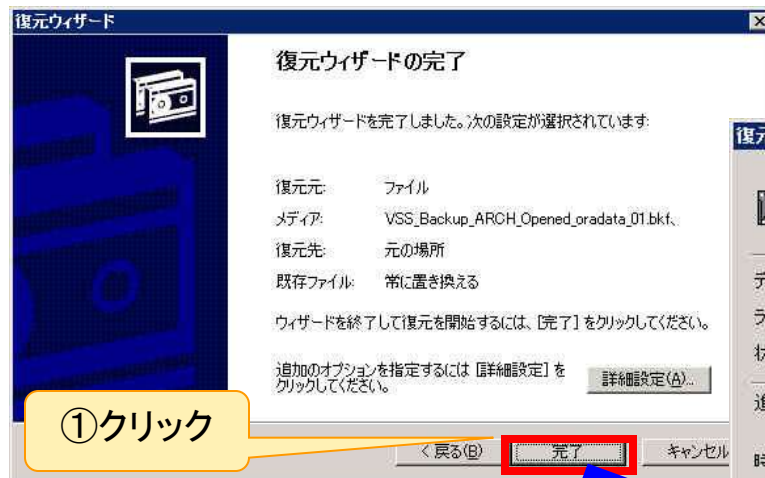 復元ウィザード
復元ウィザードの完了
復元ウィザードを完了しました。次の設定が選択されています:
復元元: ファイル
メディア: VSS_Backup_ARCH_Opened_oradata_01.bkf、
復元先: 元の場所
既存ファイル: 常に置き換える
ウィザードを終了して復元を開始するには、[完了] をクリックしてください。
追加のオプションを指定するには [詳細設定] を
クリックしてください。
詳細設定(A)...
①クリック
< 戻る(B)
完了
キャンセル
復元
デ
ラ
状
追
時